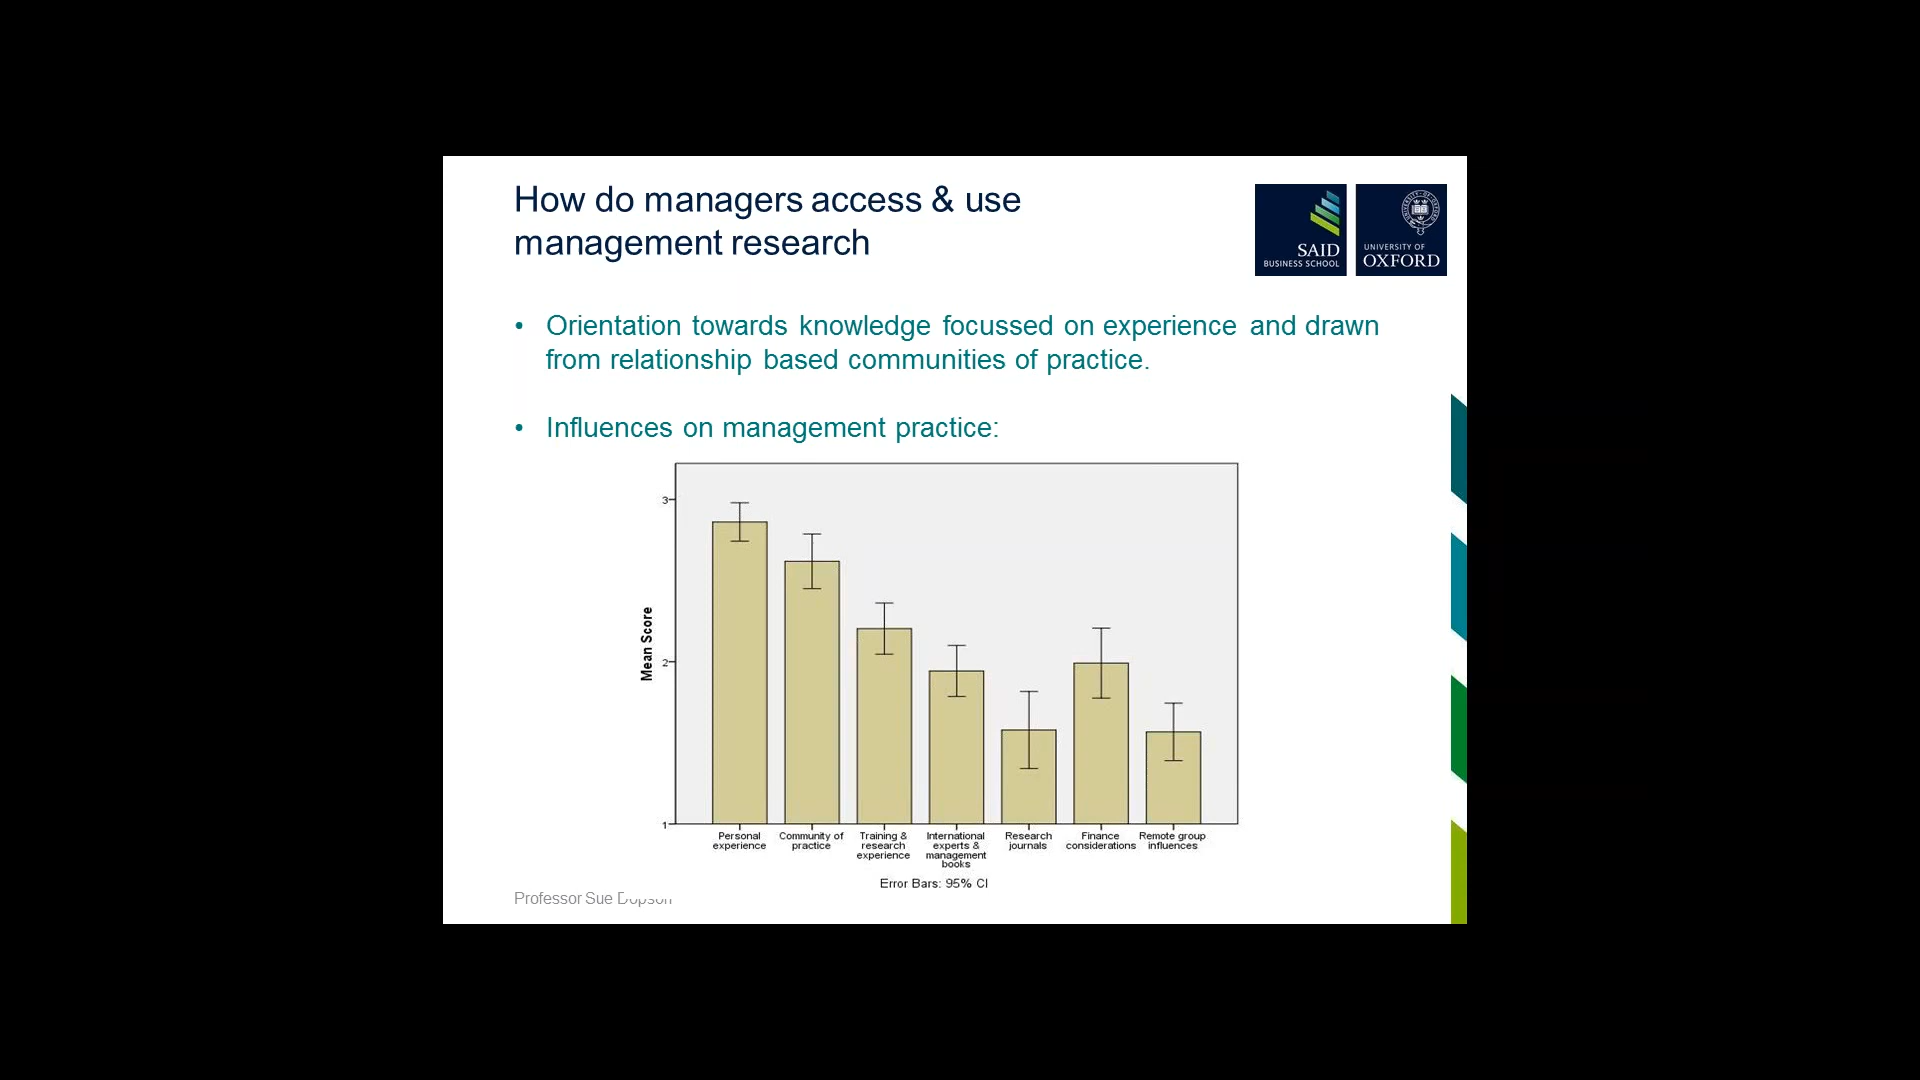 How do managers access & use
management research
SAID
BUSINESS SCHOOL
UNIVERSITY OF
OXFORD
• Orientation towards knowledge focussed on experience and drawn
from relationship based communities of practice.
• Influences on management practice:
3
2
1
Mean Score
Personal
experience
Community of
practice
Training &
research
experience
International
experts &
management
books
Research
journals
Finance
considerations
Remote group
influences
Error Bars: 95% CI
Professor Sue Dopson